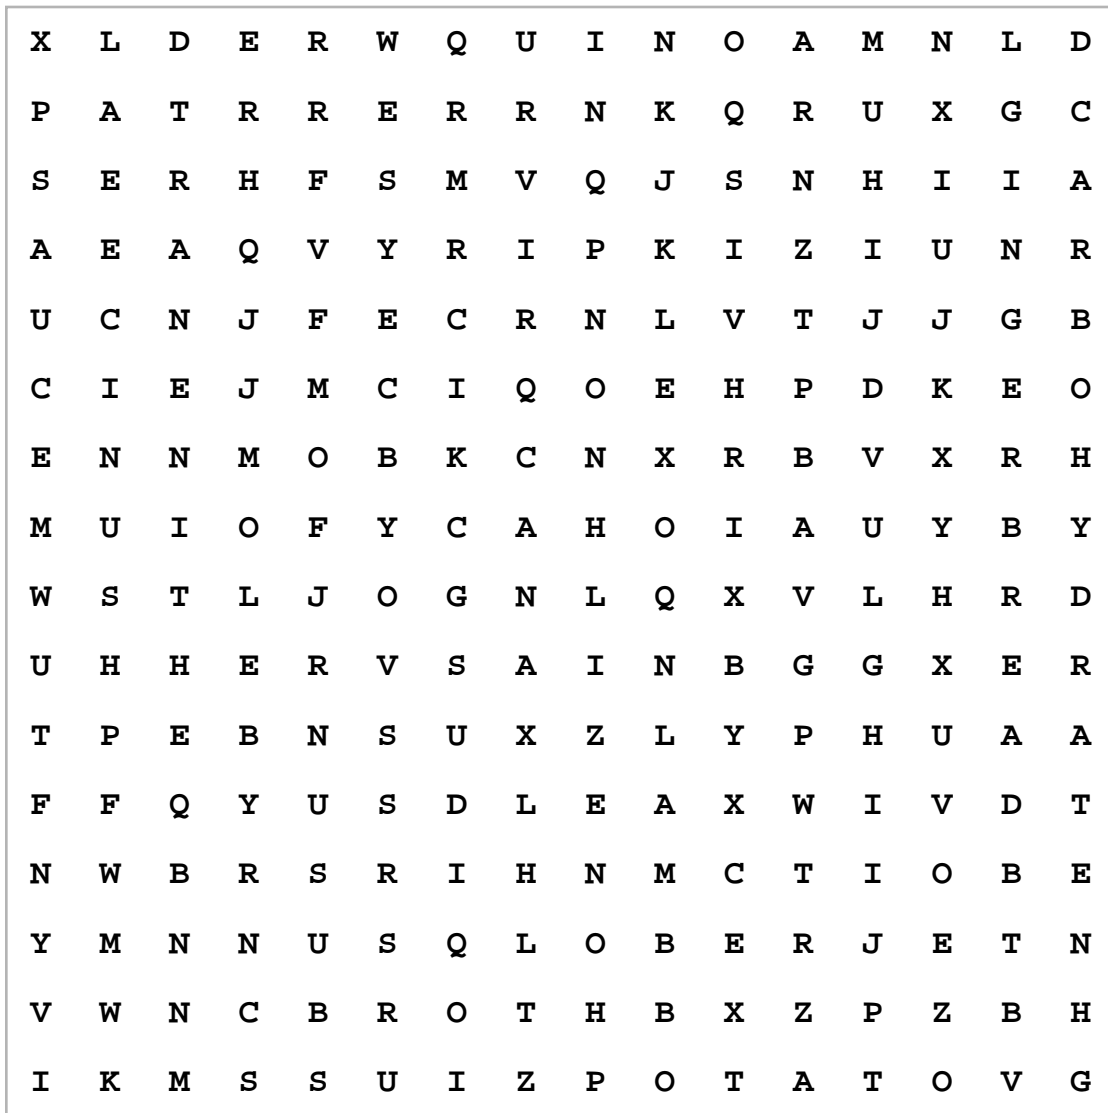 X L D E R W Q U I N O A M N L D
P A T R R E R R N K Q R U X G C
S E R H F S M V Q J S N H I I A
A E A Q V Y R I P K I Z I U N R
U C N J F E C R N L V T J J G B
C I E J M C I Q O E H P D K E O
E N N M O B K C N X R B V X R H
M U I O F Y C A H O I A U Y B Y
W S T L J O G N L Q X V L H R D
U H H E R V S A I N B G G X E R
T P E B N S U X Z L Y P H U A A
F F Q Y U S D L E A X W I V D T
N W B R S R I H N M C T I O B E
Y M N N U S Q L O B E R J E T N
V W N C B R O T H B X Z P Z B H
I K M S S U I Z P O T A T O V G